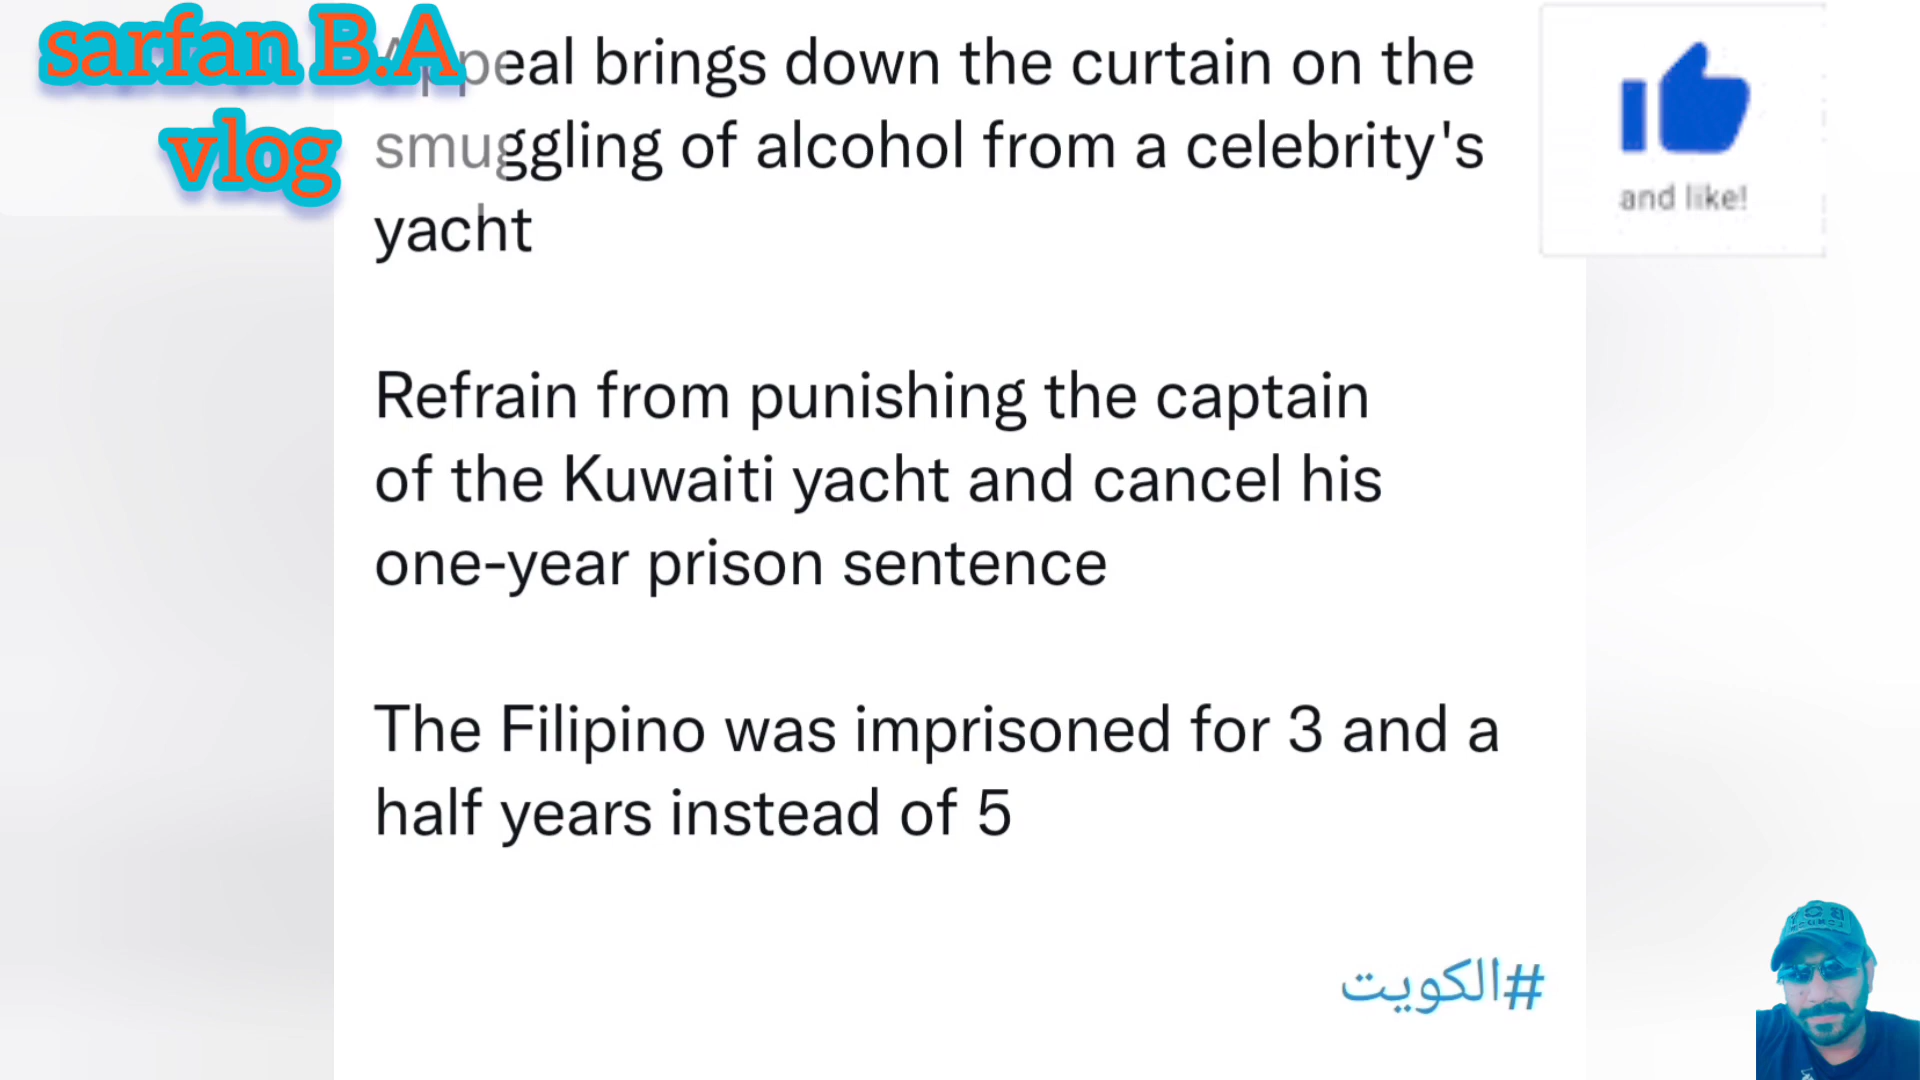 sarfan B.A
vlog
Appeal brings down the curtain on the
smuggling of alcohol from a celebrity's
yacht
and like!
Refrain from punishing the captain
of the Kuwaiti yacht and cancel his
one-year prison sentence
The Filipino was imprisoned for 3 and a
half years instead of 5
#الكويت